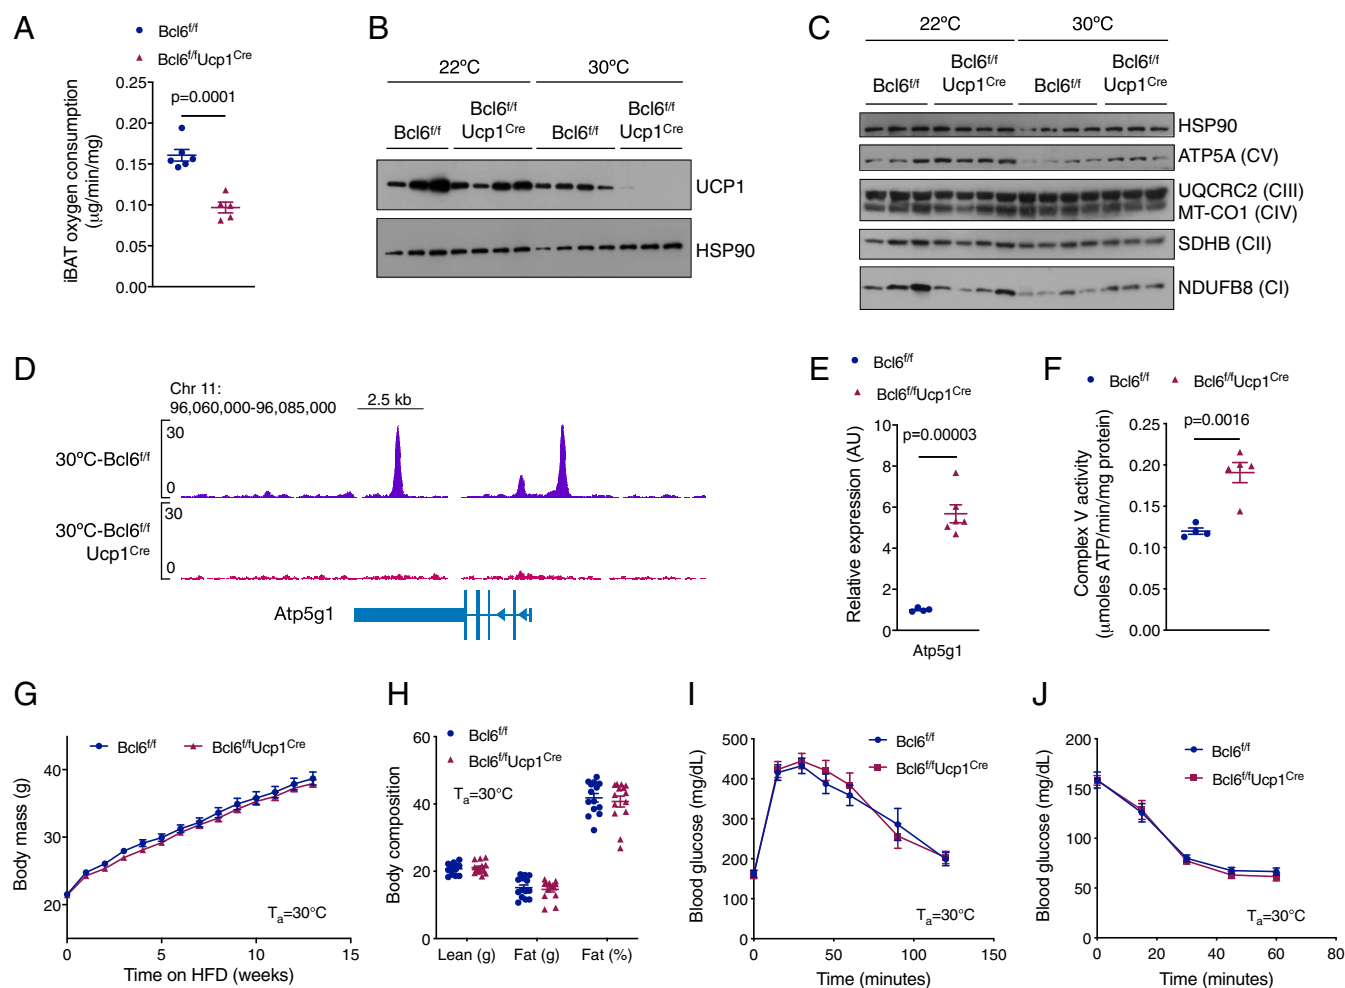 A
Bcl6f/f
Bcl6f/fUcp1Cre
iBAT oxygen consumption
(μg/min/mg)
0.25
0.20
0.15
0.10
0.05
0.00
p=0.0001
B
22ºC
30ºC
Bcl6f/f
Bcl6f/f
Ucp1Cre
Bcl6f/f
Bcl6f/f
Ucp1Cre
UCP1
HSP90
C
22ºC
30ºC
Bcl6f/f
Bcl6f/f
Ucp1Cre
Bcl6f/f
Bcl6f/f
Ucp1Cre
HSP90
ATP5A (CV)
UQCRC2 (CIII)
MT-CO1 (CIV)
SDHB (CII)
NDUFB8 (CI)
D
Chr 11:
96,060,000-96,085,000
2.5 kb
30ºC-Bcl6f/f
30
0
30ºC-Bcl6f/f
Ucp1Cre
30
0
Atp5g1
E
Bcl6f/f
Bcl6f/fUcp1Cre
Relative expression (AU)
10
8
6
4
2
0
p=0.00003
Atp5g1
F
Bcl6f/f
Bcl6f/fUcp1Cre
Complex V activity
(μmoles ATP/min/mg protein)
0.25
0.20
0.15
0.10
0.05
0.00
p=0.0016
G
Bcl6f/f
Bcl6f/fUcp1Cre
Body mass (g)
40
30
20
Ta=30°C
0
5
10
15
Time on HFD (weeks)
H
Bcl6f/f
Bcl6f/fUcp1Cre
Ta=30°C
Body composition
60
40
20
0
Lean (g)
Fat (g)
Fat (%)
I
Bcl6f/f
Bcl6f/fUcp1Cre
Blood glucose (mg/dL)
500
400
300
200
100
0
Ta=30°C
0
50
100
150
Time (minutes)
J
Bcl6f/f
Bcl6f/fUcp1Cre
Blood glucose (mg/dL)
200
150
100
50
0
Ta=30°C
0
20
40
60
80
Time (minutes)